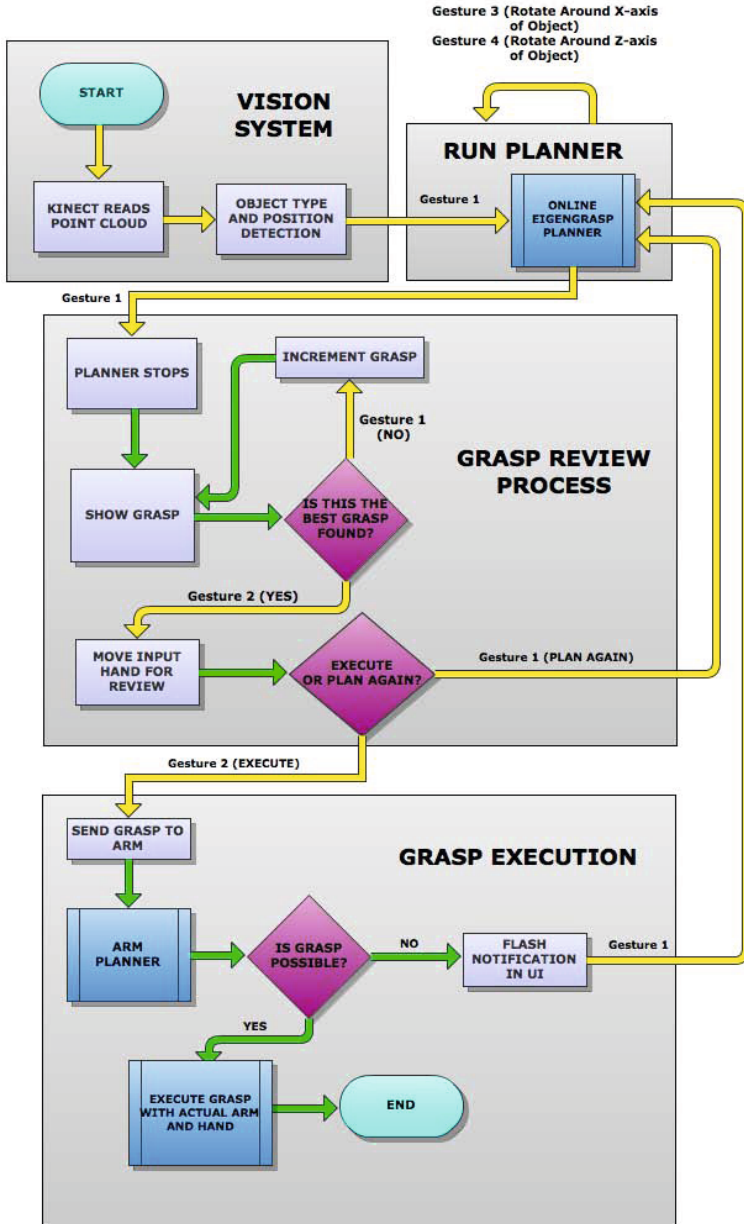 Gesture 3 (Rotate Around X-axis
of Object)
Gesture 4 (Rotate Around Z-axis
of Object)
VISION
SYSTEM
START
KINECT READS
POINT CLOUD
OBJECT TYPE
AND POSITION
DETECTION
Gesture 1
RUN PLANNER
ONLINE
EIGENGRASP
PLANNER
Gesture 1
PLANNER STOPS
INCREMENT GRASP
Gesture 1
(NO)
GRASP REVIEW
PROCESS
SHOW GRASP
IS THIS THE
BEST GRASP
FOUND?
Gesture 2 (YES)
MOVE INPUT
HAND FOR
REVIEW
EXECUTE
OR PLAN AGAIN?
Gesture 1 (PLAN AGAIN)
Gesture 2 (EXECUTE)
SEND GRASP TO
ARM
GRASP EXECUTION
ARM
PLANNER
IS GRASP
POSSIBLE?
NO
FLASH
NOTIFICATION
IN UI
Gesture 1
YES
EXECUTE GRASP
WITH ACTUAL ARM
AND HAND
END